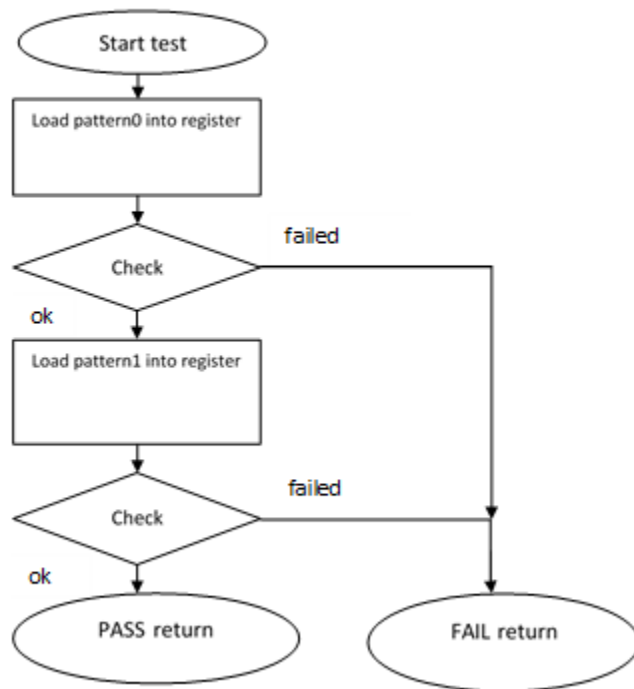 Start test
Load pattern0 into register
Check
failed
ok
Load pattern1 into register
Check
failed
ok
PASS return
FAIL return